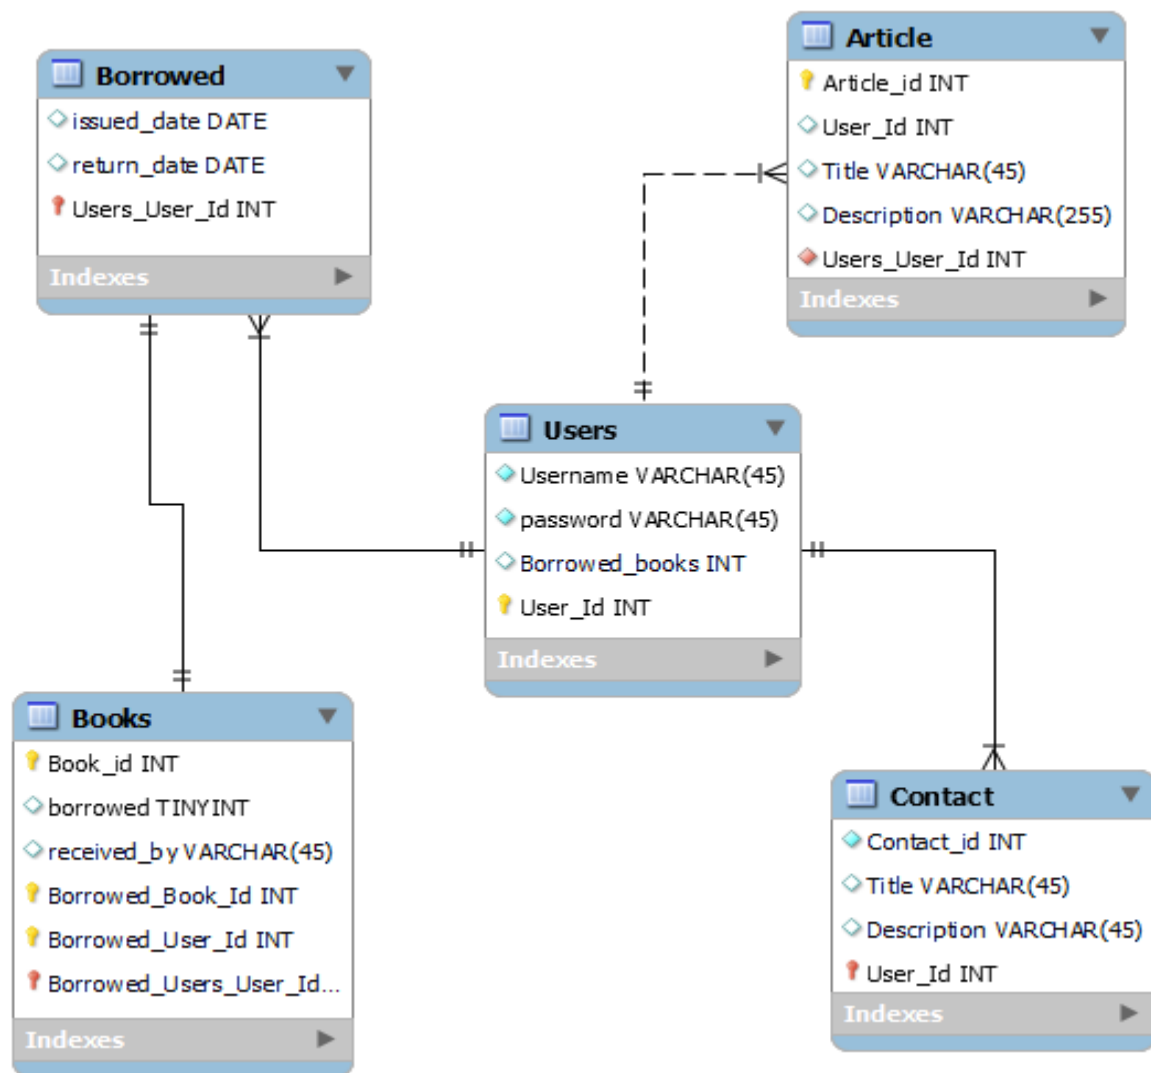 Borrowed
issued_date DATE
return_date DATE
Users_User_Id INT
Indexes
Article
Article_id INT
User_Id INT
Title VARCHAR(45)
Description VARCHAR(255)
Users_User_Id INT
Indexes
Users
Username VARCHAR(45)
password VARCHAR(45)
Borrowed_books INT
User_Id INT
Indexes
Books
Book_id INT
borrowed TINYINT
received_by VARCHAR(45)
Borrowed_Book_Id INT
Borrowed_User_Id INT
Borrowed_Users_User_Id...
Indexes
Contact
Contact_id INT
Title VARCHAR(45)
Description VARCHAR(45)
User_Id INT
Indexes